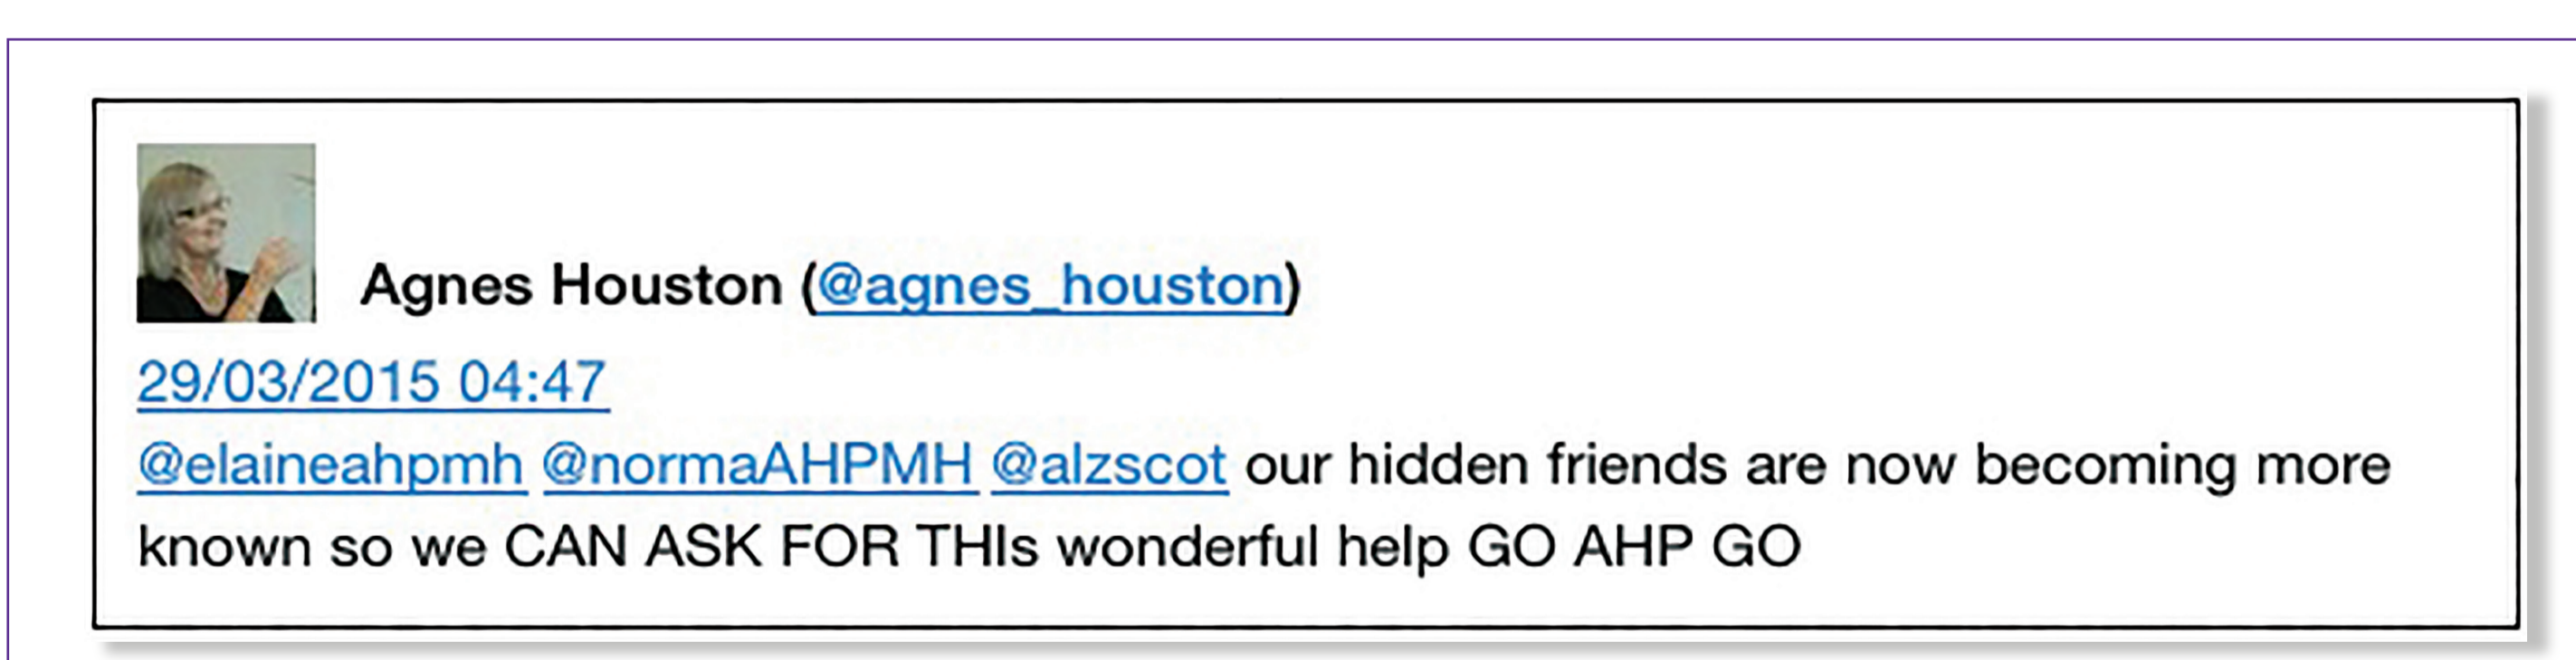 Agnes Houston (@agnes_houston)
29/03/2015 04:47
@elaineahpmh @normaAHPMH @alzscot our hidden friends are now becoming more
known so we CAN ASK FOR THIs wonderful help GO AHP GO